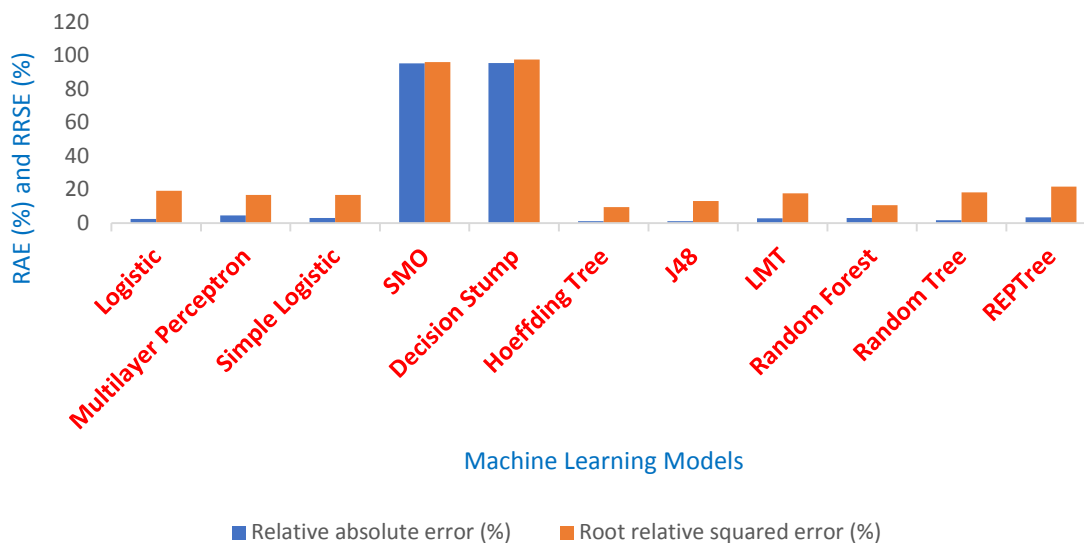 120
100
80
60
40
20
0
RAE (%) and RRSE (%)
Logistic
Multilayer Perceptron
Simple Logistic
SMO
Decision Stump
Hoeffding Tree
J48
LMT
Random Forest
Random Tree
REPTree
Machine Learning Models
Relative absolute error (%)
Root relative squared error (%)